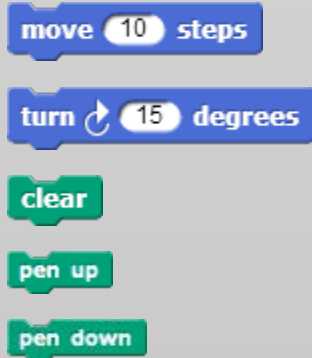 move 10 steps
turn 15 degrees
clear
pen up
pen down